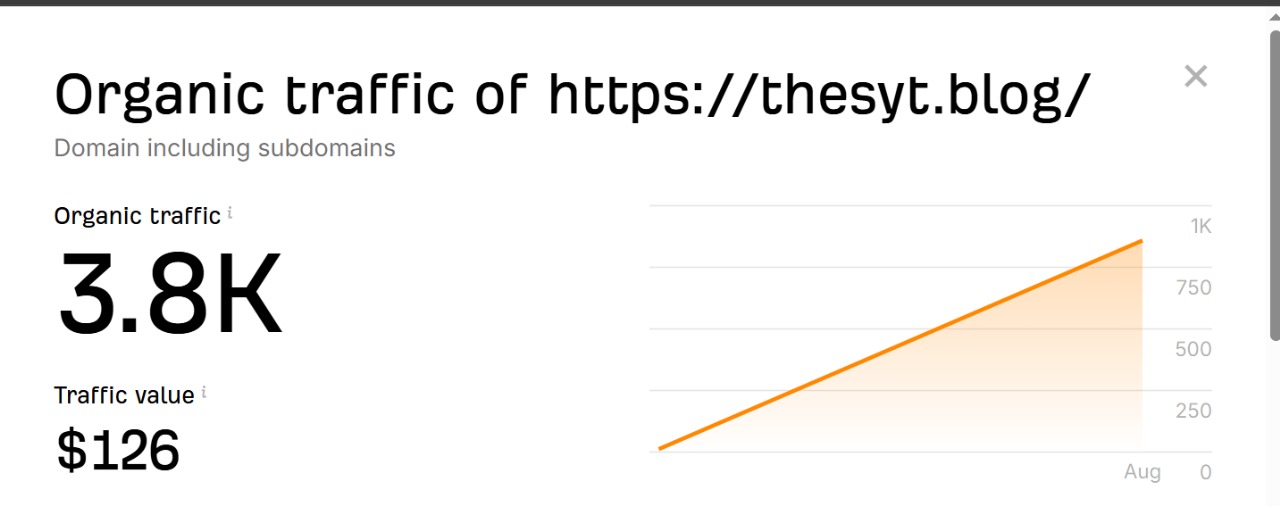 Organic traffic of https://thesyt.blog/
Domain including subdomains
Organic traffic i
3.8K
Traffic value i
$126
1K
750
500
250
Aug 0